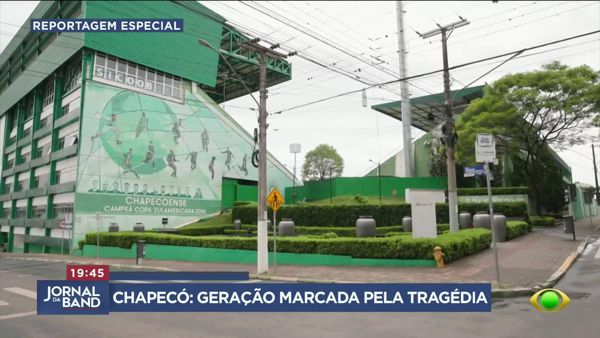 REPORTAGEM ESPECIAL
SICOOB
CHAPECOENSE
CAMPEÃ COPA SULAMERICANA 2016
19:45
JORNAL DA BAND
CHAPECÓ: GERAÇÃO MARCADA PELA TRAGÉDIA